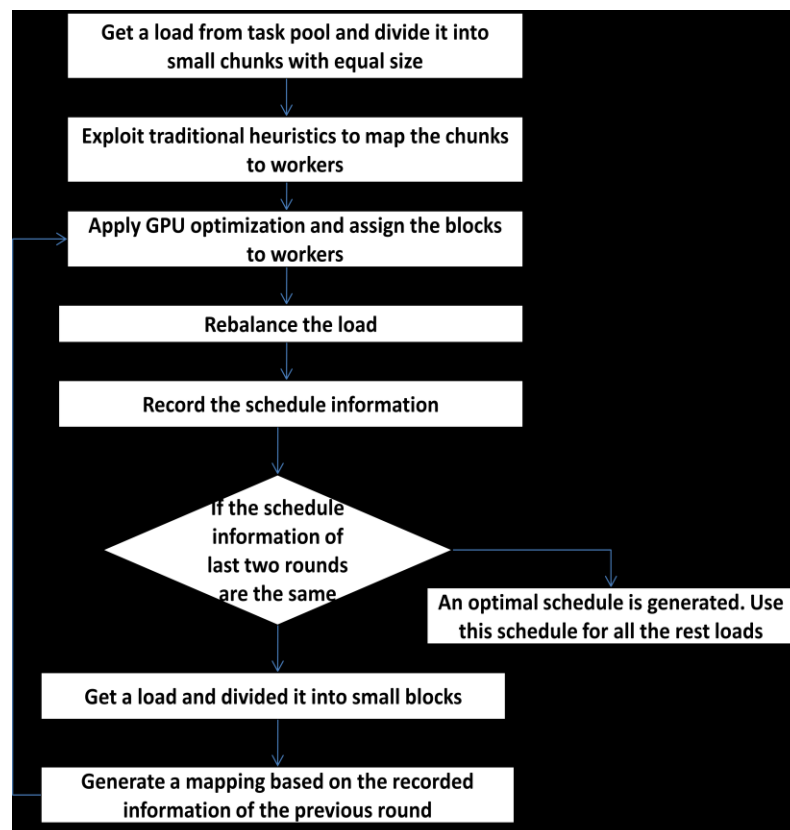 Get a load from task pool and divide it into
small chunks with equal size
Exploit traditional heuristics to map the chunks
to workers
Apply GPU optimization and assign the blocks
to workers
Rebalance the load
Record the schedule information
If the schedule
information of
last two rounds
are the same
An optimal schedule is generated. Use
this schedule for all the rest loads
Get a load and divided it into small blocks
Generate a mapping based on the recorded
information of the previous round